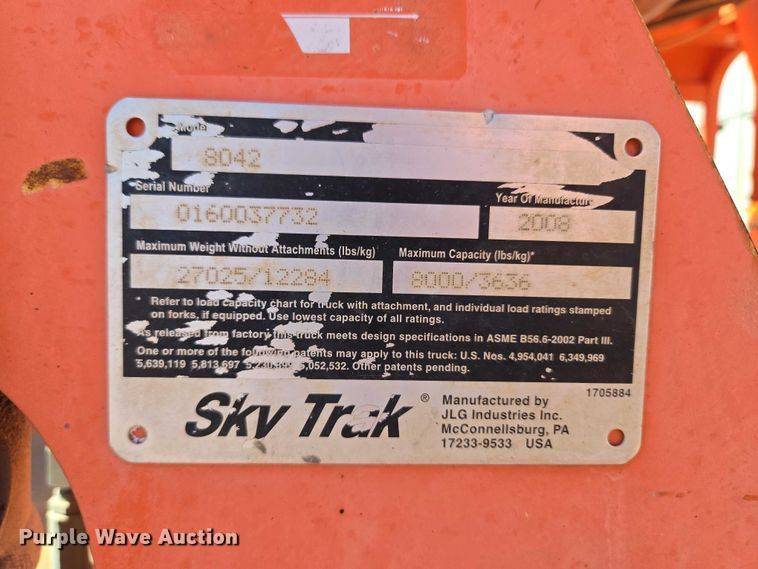 Model
8042
Serial Number
0160037732
Year Of Manufacture
2008
Maximum Weight Without Attachments (lbs/kg)
27025/12284
Maximum Capacity (lbs/kg)*
8000/3636
* Refer to load capacity chart for truck with attachment, and individual load ratings stamped
on forks, if equipped. Use lowest capacity of all ratings.
As released from factory this truck meets design specifications in ASME B56.6-2002 Part III.
One or more of the following patents may apply to this truck: U.S. Nos. 4,954,041 6,349,969
5,639,119 5,813,697 5,052,532. Other patents pending.
1705884
Sky Trak ®
Manufactured by
JLG Industries Inc.
McConnellsburg, PA
17233-9533 USA
Purple Wave Auction